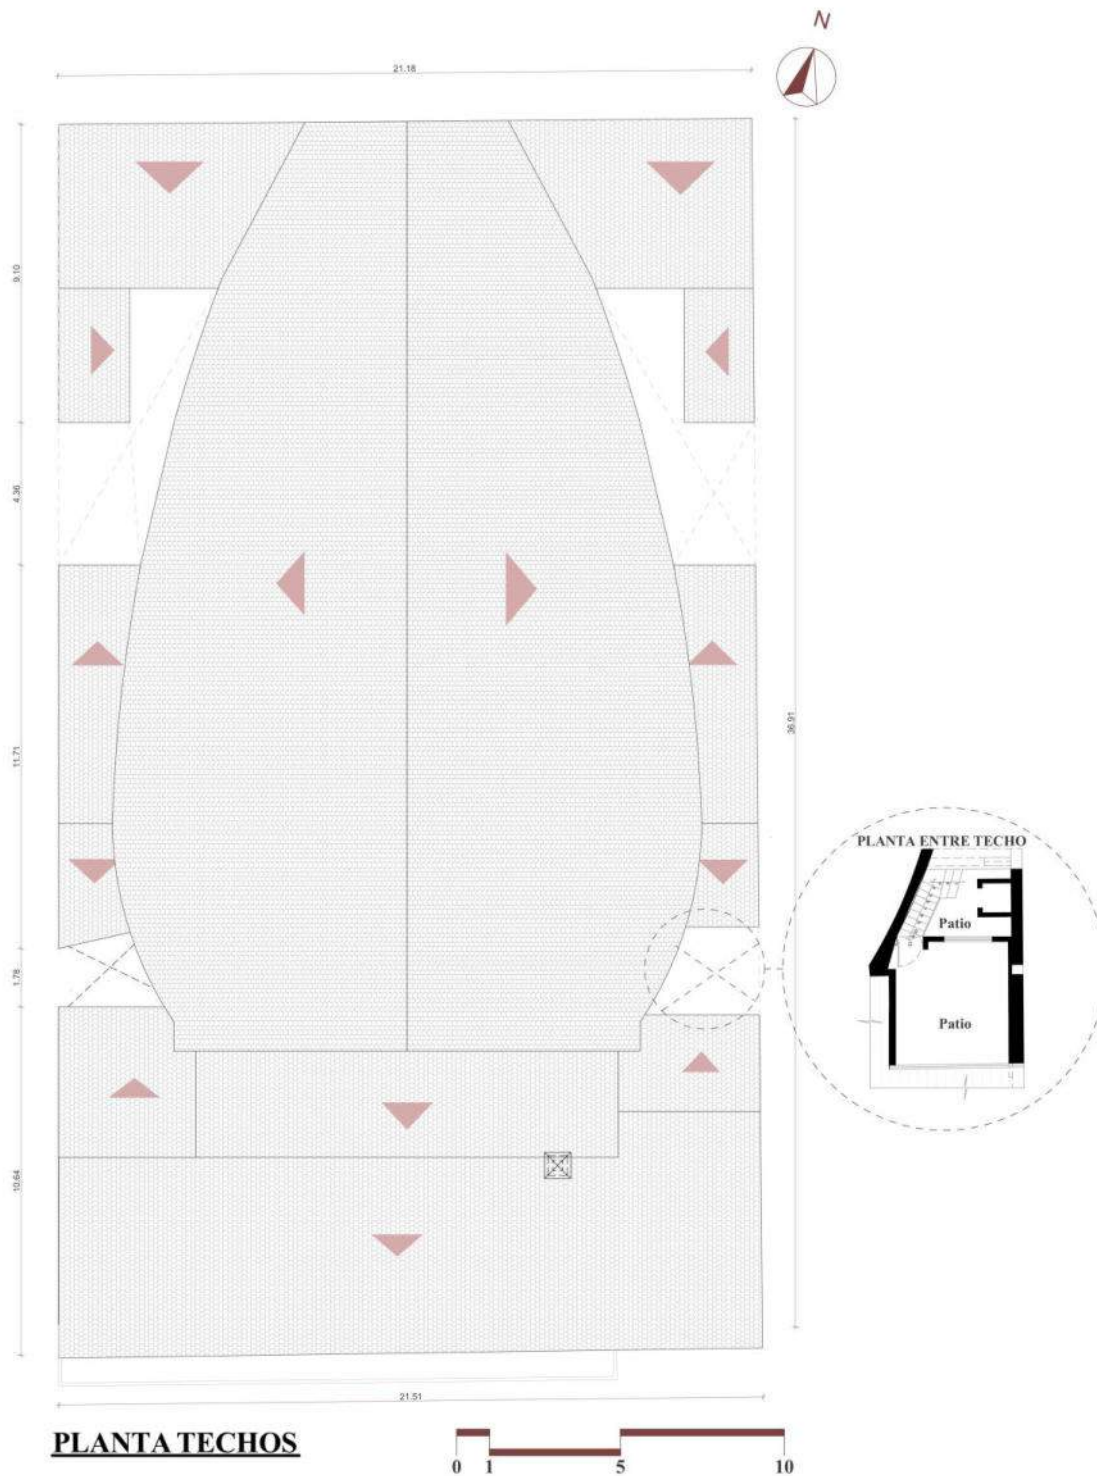 N
21.18
9.10
4.36
11.71
36.91
PLANTA ENTRE TECHO
Patio
Patio
1.78
10.64
21.51
PLANTA TECHOS
0 1 5 10